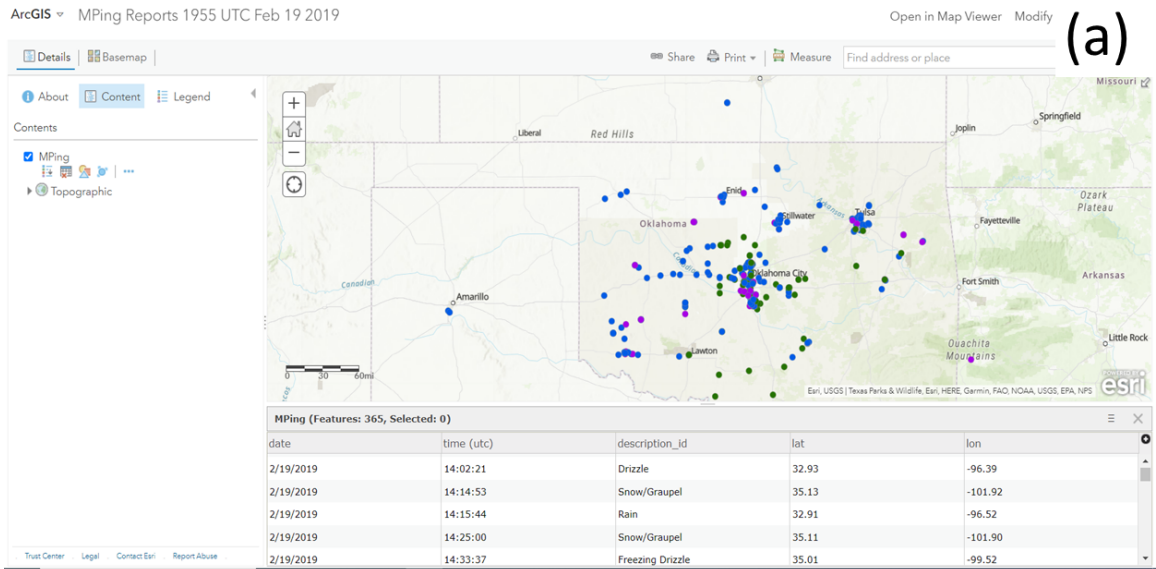 ArcGIS MPing Reports 1955 UTC Feb 19 2019 Open in Map Viewer Modify
(a)
Details Basemap Share Print Measure Find address or place
About Content Legend
Contents
MPing
Topographic
Missouri
Springfield
Joplin
Liberal Red Hills
Enid
Ozark
Plateau
Arkansas
Tulsa
Stillwater
Oklahoma
Fayetteville
Canadian
Oklahoma City
Arkansas
Canadian
Fort Smith
Amarillo
Little Rock
Ouachita
Mountains
Lawton
0 30 60mi
POWERED BY
esri
Esri, USGS | Texas Parks & Wildlife, Esri, HERE, Garmin, FAO, NOAA, USGS, EPA, NPS
MPing (Features: 365, Selected: 0)
date time (utc) description_id lat lon
2/19/2019 14:02:21 Drizzle 32.93 -96.39
2/19/2019 14:14:53 Snow/Graupel 35.13 -101.92
2/19/2019 14:15:44 Rain 32.91 -96.52
2/19/2019 14:25:00 Snow/Graupel 35.11 -101.90
2/19/2019 14:33:37 Freezing Drizzle 35.01 -99.52
Trust Center Legal Contact Esri Report Abuse